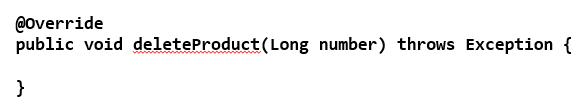 @Override
public void deleteProduct(Long number) throws Exception {
}